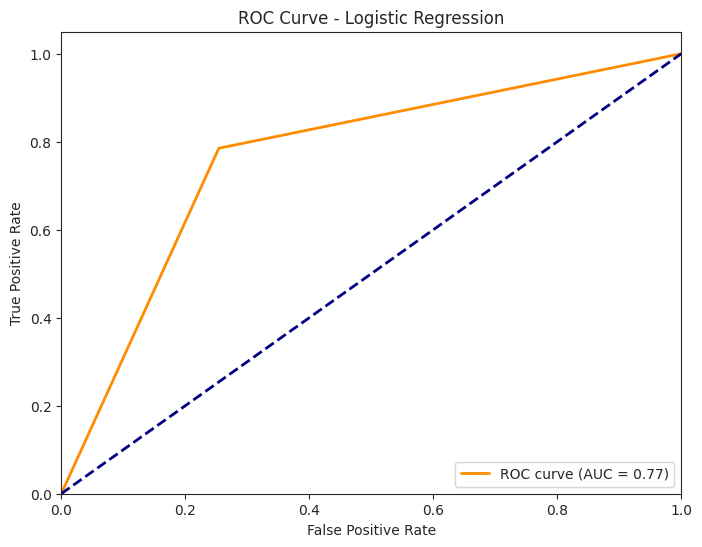 ROC Curve - Logistic Regression
True Positive Rate
1.0
0.8
0.6
0.4
0.2
0.0
ROC curve (AUC = 0.77)
0.0 0.2 0.4 0.6 0.8 1.0
False Positive Rate